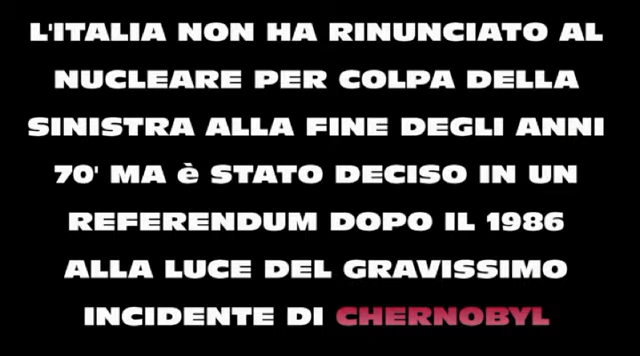 L'ITALIA NON HA RINUNCIATO AL
NUCLEARE PER COLPA DELLA
SINISTRA ALLA FINE DEGLI ANNI
70' MA è STATO DECISO IN UN
REFERENDUM DOPO IL 1986
ALLA LUCE DEL GRAVISSIMO
INCIDENTE DI CHERNOBYL